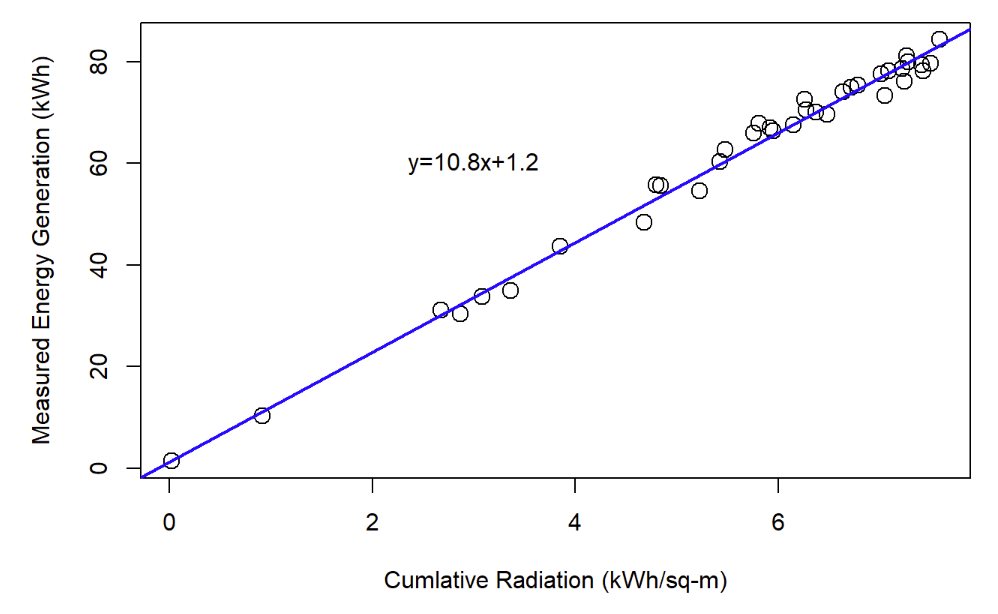 Measured Energy Generation (kWh)
80
60
40
20
0
y=10.8x+1.2
0 2 4 6
Cumlative Radiation (kWh/sq-m)